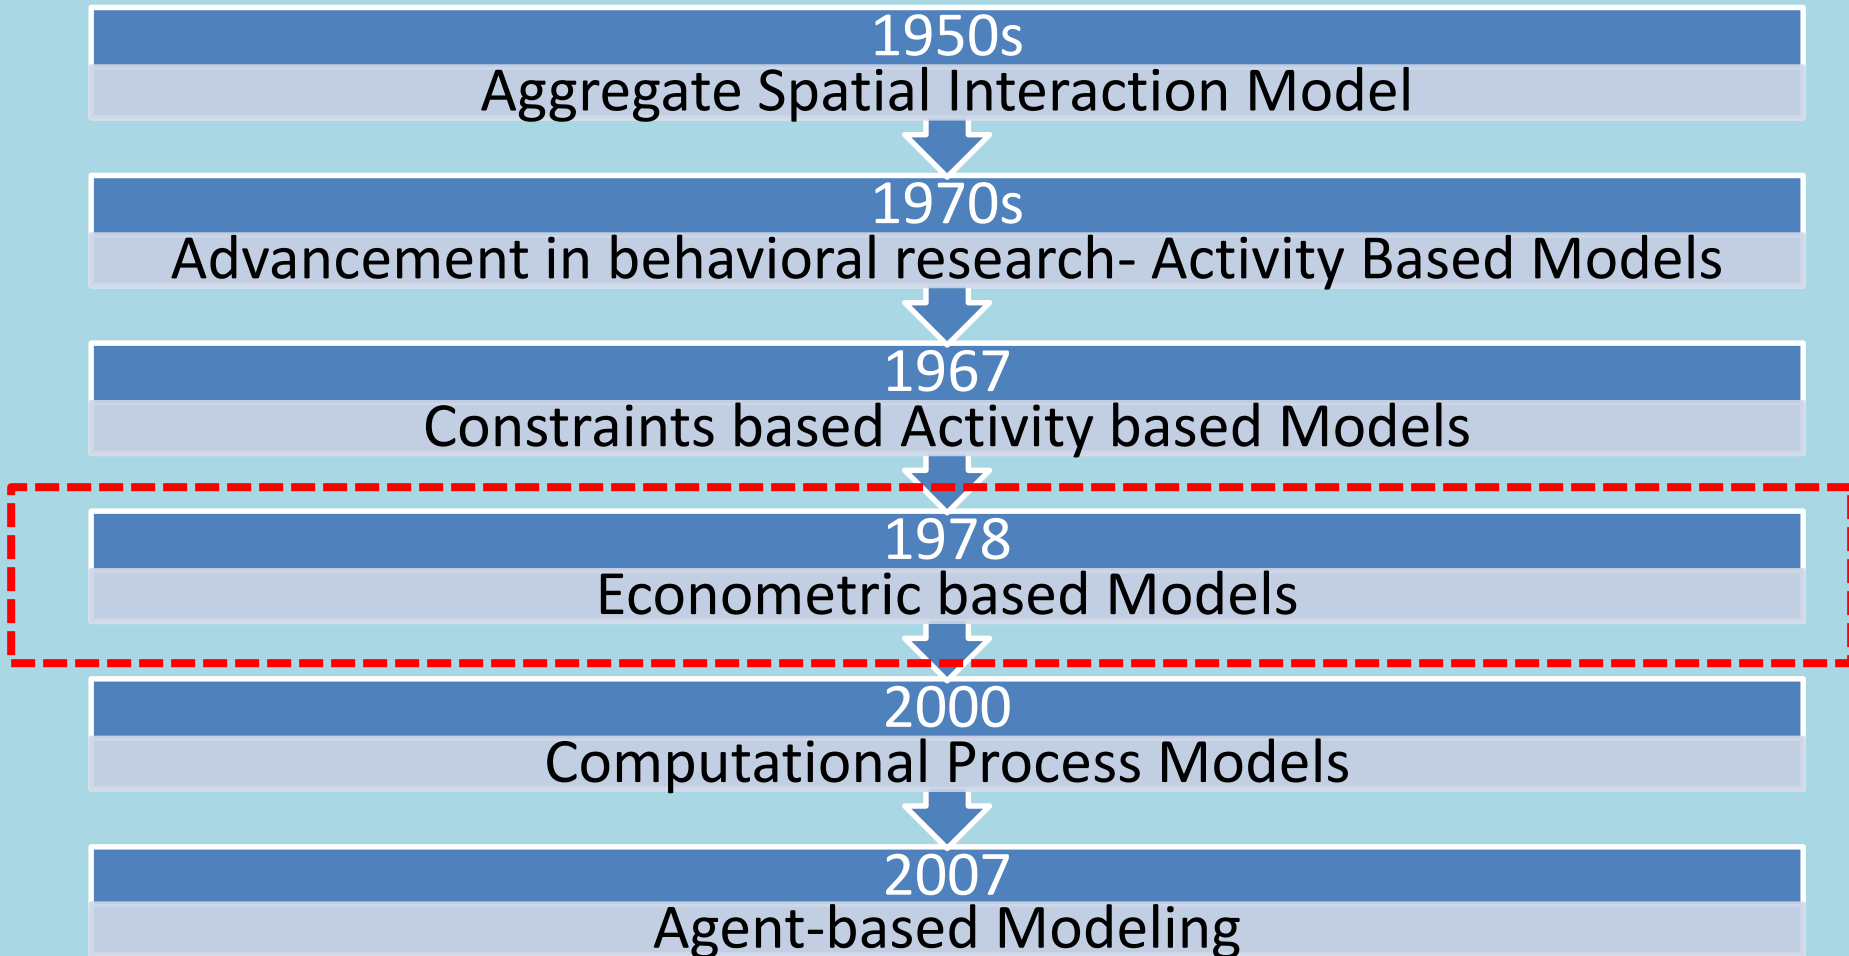 1950s
Aggregate Spatial Interaction Model
1970s
Advancement in behavioral research- Activity Based Models
1967
Constraints based Activity based Models
1978
Econometric based Models
2000
Computational Process Models
2007
Agent-based Modeling